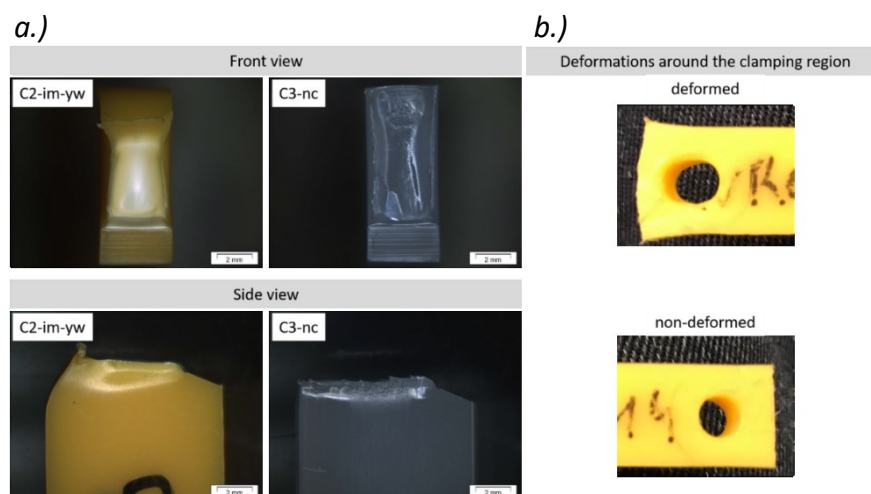 a.)
Front view
C2-im-yw
C3-nc
2 mm
2 mm
Side view
C2-im-yw
C3-nc
2 mm
2 mm
b.)
Deformations around the clamping region
deformed
non-deformed